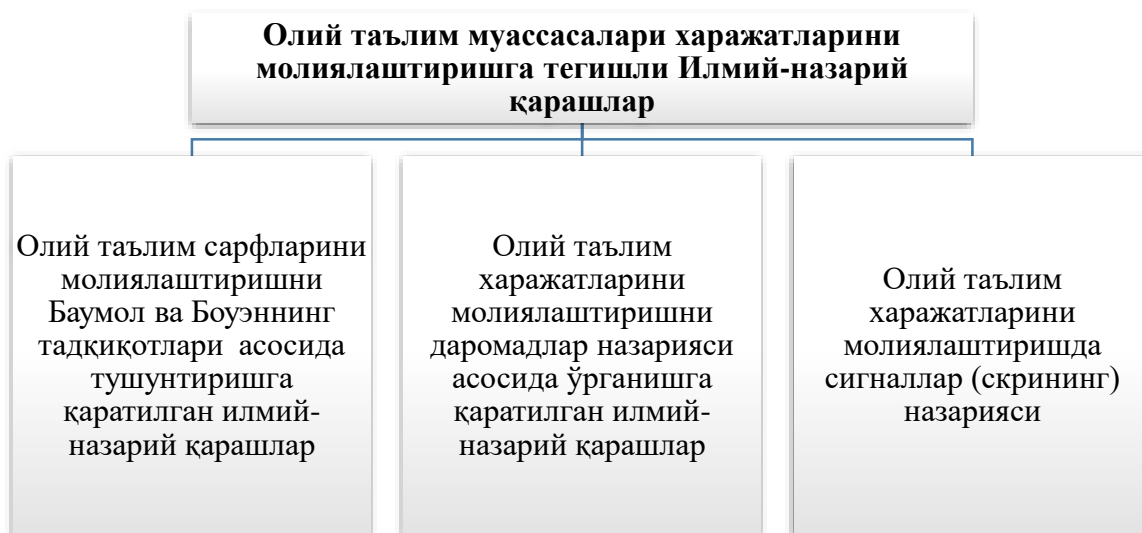 Олий таълим муассасалари харажатларини
молиялаштиришга тегишли Илмий-назарий
қарашлар
Олий таълим сарфларини
молиялаштиришни
Баумол ва Боуэннинг
тадқиқотлари асосида
тушунтиришга
қаратилган илмий-
назарий қарашлар
Олий таълим
харажатларини
молиялаштиришни
даромадлар назарияси
асосида ўрганишга
қаратилган илмий-
назарий қарашлар
Олий таълим
харажатларини
молиялаштиришда
сигналлар (скрининг)
назарияси